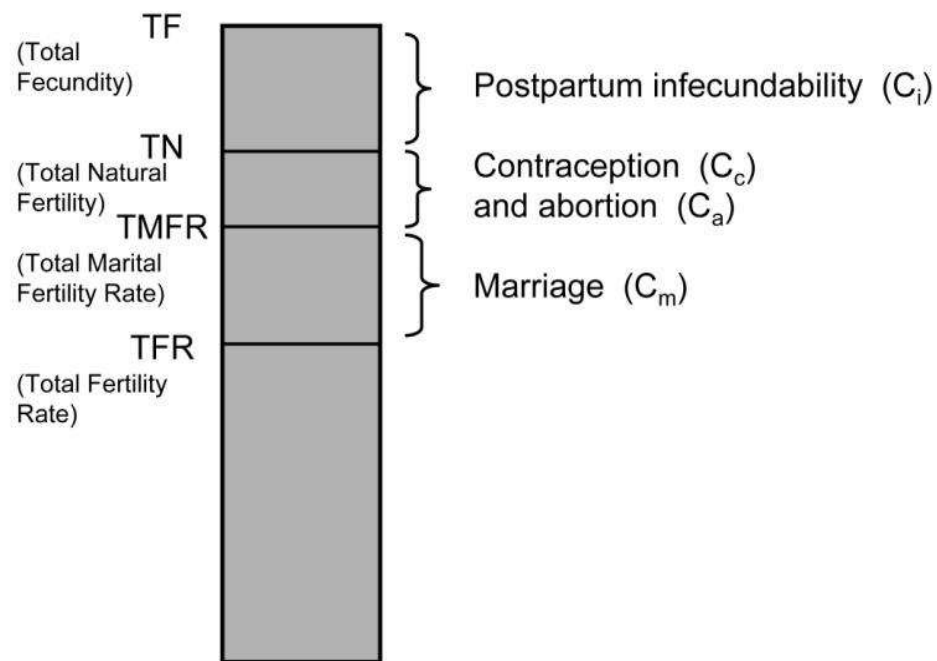 TF
(Total
Fecundity)
Postpartum infecundability (Cᵢ)
TN
(Total Natural
Fertility)
Contraception (C꜀)
and abortion (Cₐ)
TMFR
(Total Marital
Fertility Rate)
Marriage (Cₘ)
TFR
(Total Fertility
Rate)